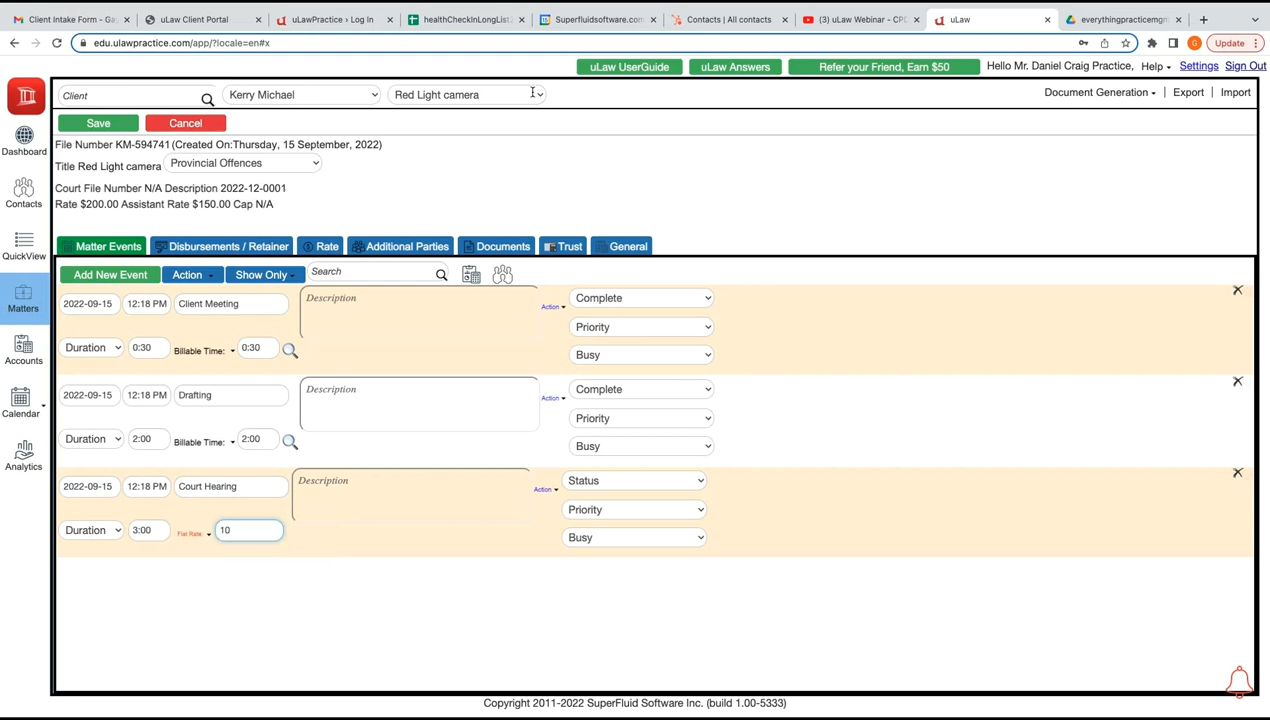 Client Intake Form - Ga
uLaw Client Portal
uLawPractice › Log In
healthCheckInLongList
Superfluidsoftware.com
Contacts | All contacts
(3) uLaw Webinar - CP
uLaw
everythingpracticemgm
edu.ulawpractice.com/app/?locale=en#x
G
Update
uLaw UserGuide
uLaw Answers
Refer your Friend, Earn $50
Hello Mr. Daniel Craig Practice,
Help
Settings
Sign Out
Client
Kerry Michael
Red Light camera
Document Generation
| Export | Import
Save
Cancel
File Number KM-594741 (Created On:Thursday, 15 September, 2022)
Title Red Light camera
Provincial Offences
Court File Number N/A Description 2022-12-0001
Rate $200.00 Assistant Rate $150.00 Cap N/A
Dashboard
Contacts
QuickView
Matters
Accounts
Calendar
Analytics
Matter Events
Disbursements / Retainer
Rate
Additional Parties
Documents
Trust
General
Add New Event
Action
Show Only
Search
2022-09-15
12:18 PM
Client Meeting
Description
Action
Complete
Priority
Busy
Duration
0:30
Billable Time:
0:30
2022-09-15
12:18 PM
Drafting
Description
Action
Complete
Priority
Busy
Duration
2:00
Billable Time:
2:00
2022-09-15
12:18 PM
Court Hearing
Description
Action
Status
Priority
Busy
Duration
3:00
Flat Rate:
10
Copyright 2011-2022 SuperFluid Software Inc. (build 1.00-5333)